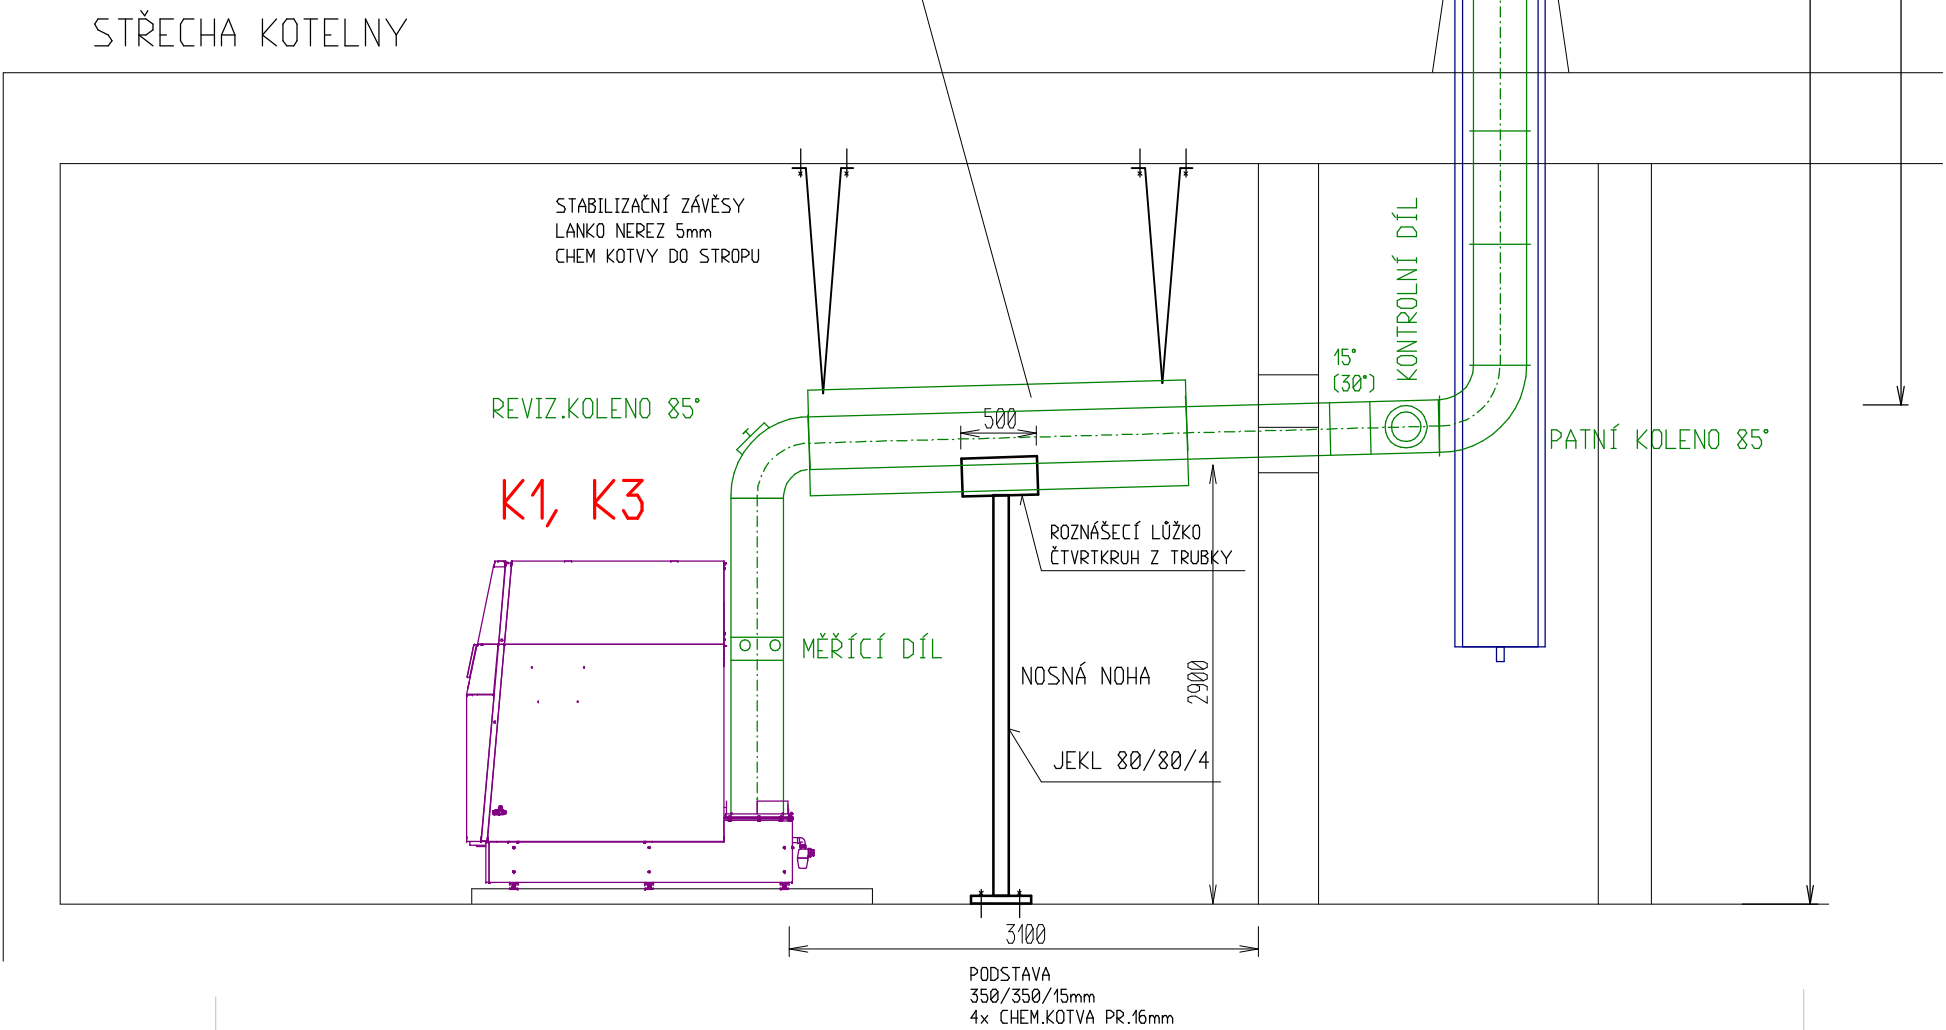 STŘECHA KOTELNY
STABILIZAČNÍ ZÁVĚSY
LANKO NEREZ 5mm
CHEM KOTVY DO STROPU
KONTROLNÍ DÍL
15°
(30°)
REVIZ.KOLENO 85°
500
PATNÍ KOLENO 85°
K1, K3
ROZNÁŠECÍ LŮŽKO
ČTVRTKRUH Z TRUBKY
MĚŘÍCÍ DÍL
NOSNÁ NOHA
2900
JEKL 80/80/4
3100
PODSTAVA
350/350/15mm
4x CHEM.KOTVA PR.16mm